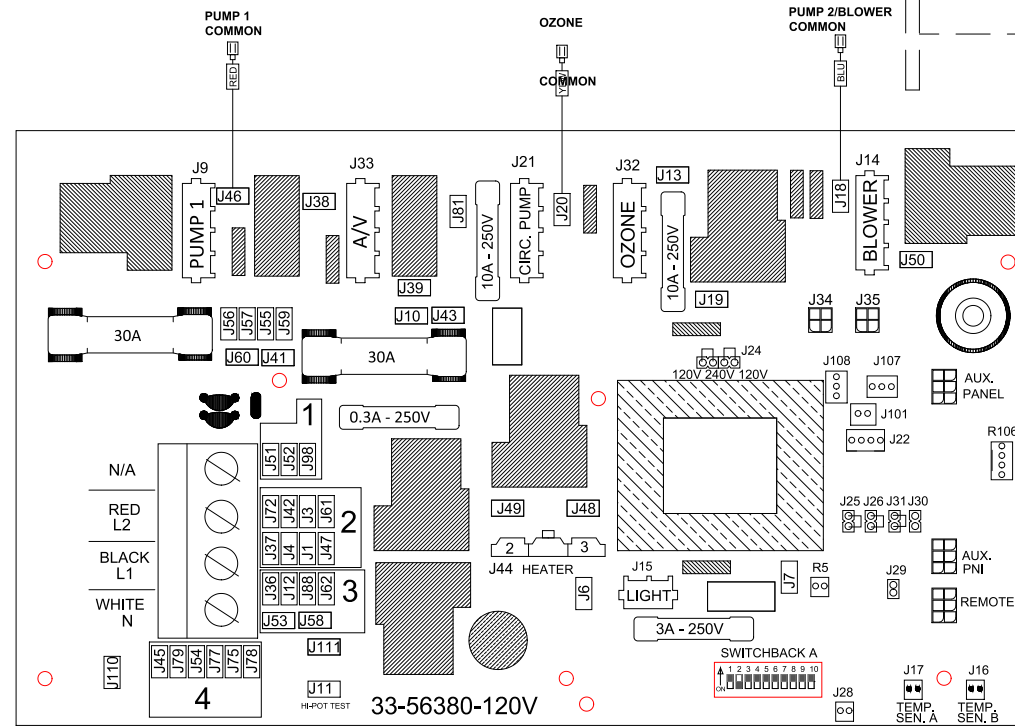 PUMP 1
COMMON
RED
OZONE
COMMON
PUMP 2/BLOWER
COMMON
BLU
J9
PUMP 1
J46
J38
J33
A/V
J39
J10
J43
J81
10A - 250V
J21
CIRC. PUMP
J20
J32
OZONE
J13
10A - 250V
J19
J18
J14
BLOWER
J50
J34
J35
30A
J56
J57
J55
J59
J60
J41
30A
J24
120V 240V 120V
J108
J107
J101
J22
AUX.
PANEL
R106
0.3A - 250V
1
J51
J52
J98
N/A
RED
L2
BLACK
L1
WHITE
N
J72
J42
J3
J61
2
J37
J4
J1
J47
J36
J12
J88
J62
3
J53
J58
J49
J48
2
3
J44
HEATER
J6
J15
LIGHT
J7
R5
3A - 250V
J25
J26
J31
J30
J29
AUX.
PNI
REMOTE
J110
J45
J79
J54
J77
J75
J78
4
J111
J11
HI-POT TEST
33-56380-120V
SWITCHBACK A
1 2 3 4 5 6 7 8 9 10
ON
J28
J17
TEMP.
SEN. A
J16
TEMP.
SEN. B